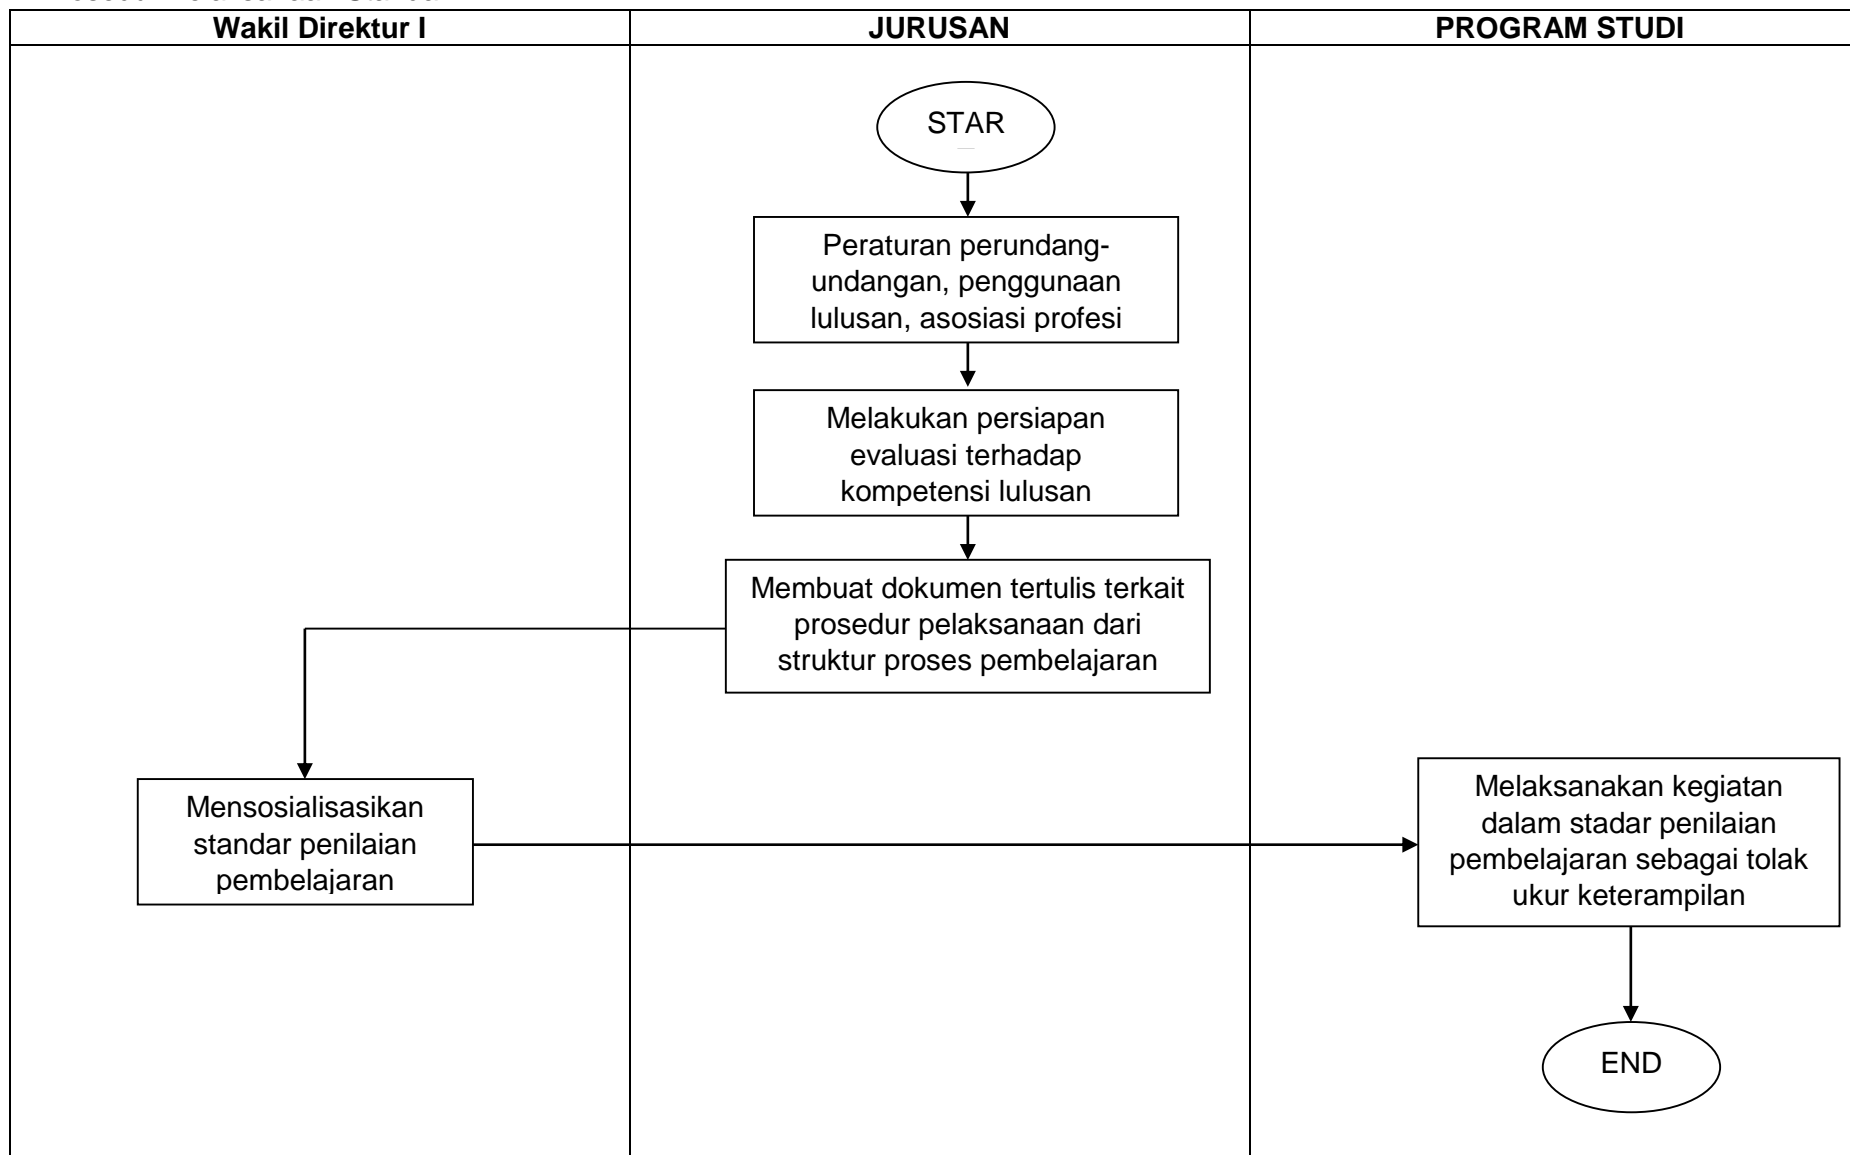 Wakil Direktur I
JURUSAN
PROGRAM STUDI
STAR
Peraturan perundang-
undangan, penggunaan
lulusan, asosiasi profesi
Melakukan persiapan
evaluasi terhadap
kompetensi lulusan
Membuat dokumen tertulis terkait
prosedur pelaksanaan dari
struktur proses pembelajaran
Mensosialisasikan
standar penilaian
pembelajaran
Melaksanakan kegiatan
dalam stadar penilaian
pembelajaran sebagai tolak
ukur keterampilan
END